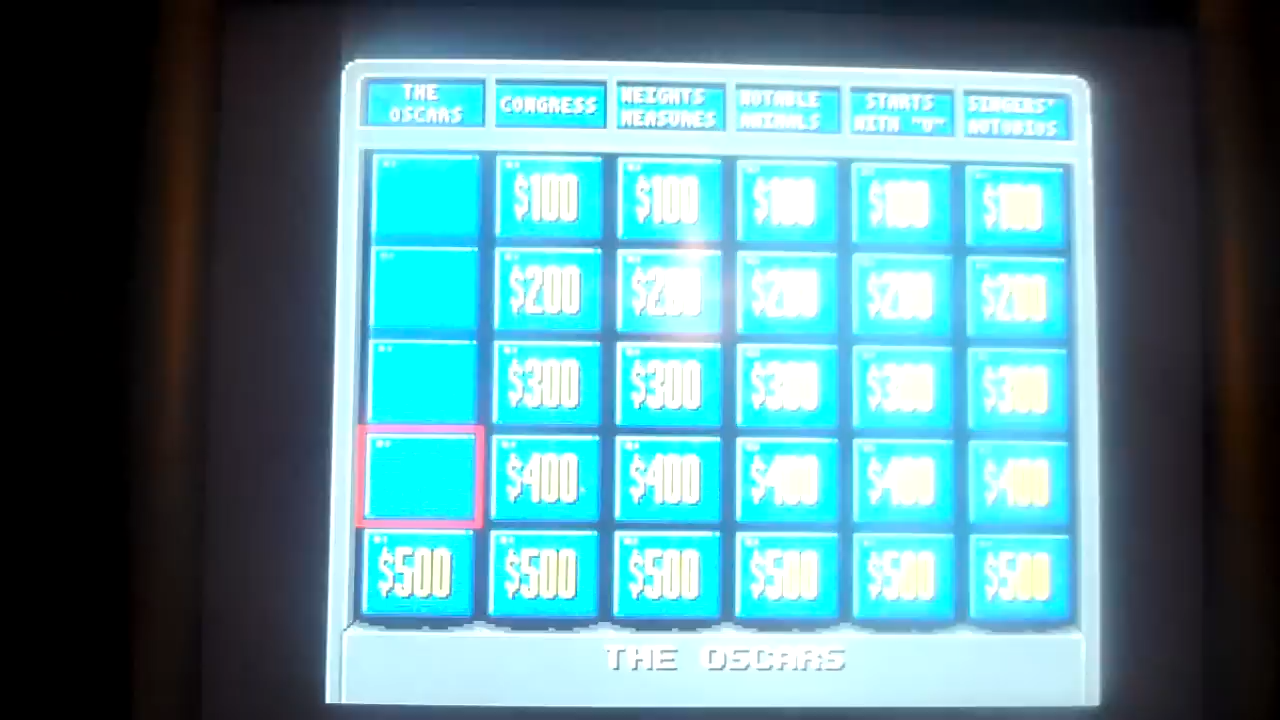 THE
OSCARS
CONGRESS
WEIGHTS
MEASURES
NOTABLE
ANIMALS
STARTS
WITH "U"
SINGERS'
AUTOBIOS
$100 $100 $100 $100 $100
$200 $200 $200 $200 $200
$300 $300 $300 $300 $300
$400 $400 $400 $400 $400
$500 $500 $500 $500 $500 $500
THE OSCARS